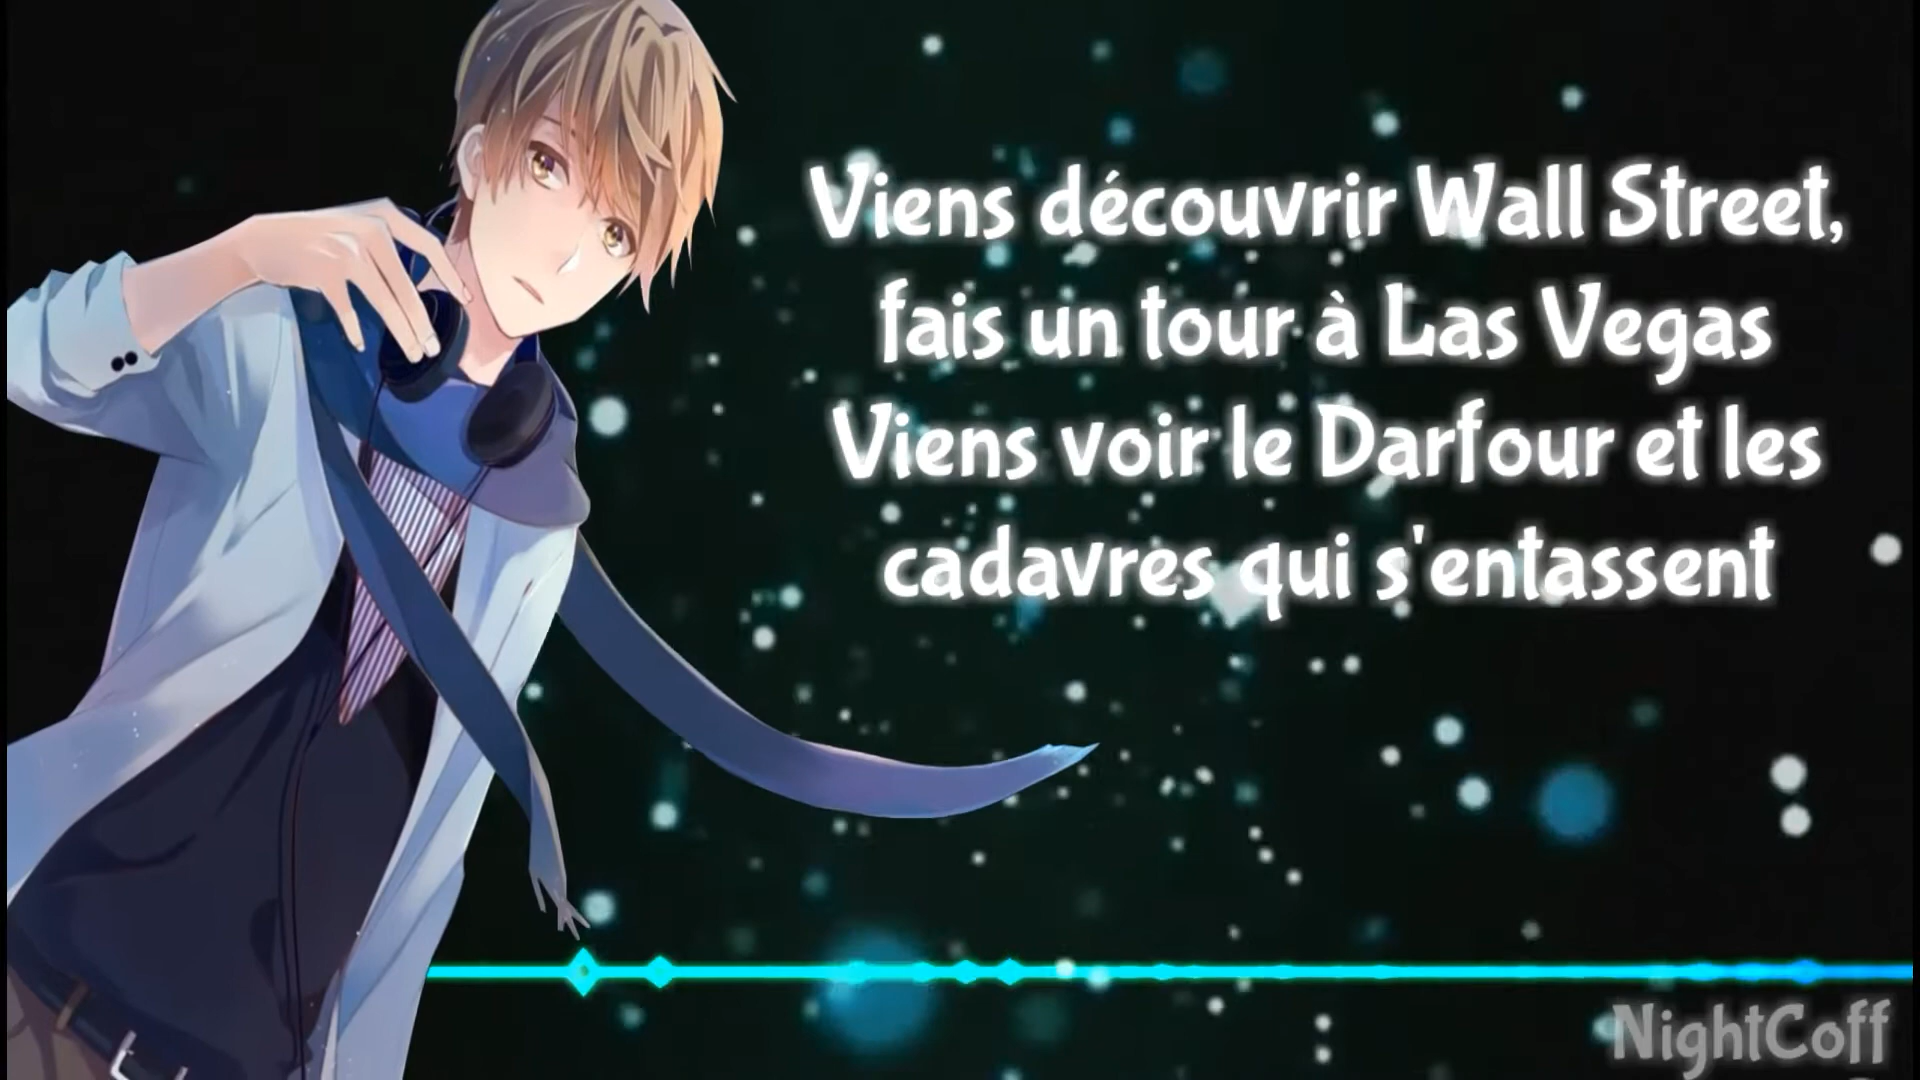 Viens découvrir Wall Street,
fais un tour à Las Vegas
Viens voir le Darfour et les
cadavres qui s'entassent
NightCoff